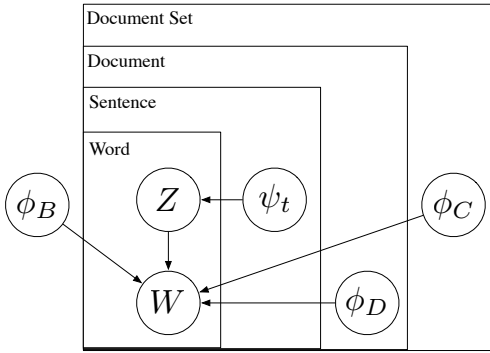 Document Set
Document
Sentence
Word
ϕ_B
Z
ψ_t
ϕ_C
W
ϕ_D